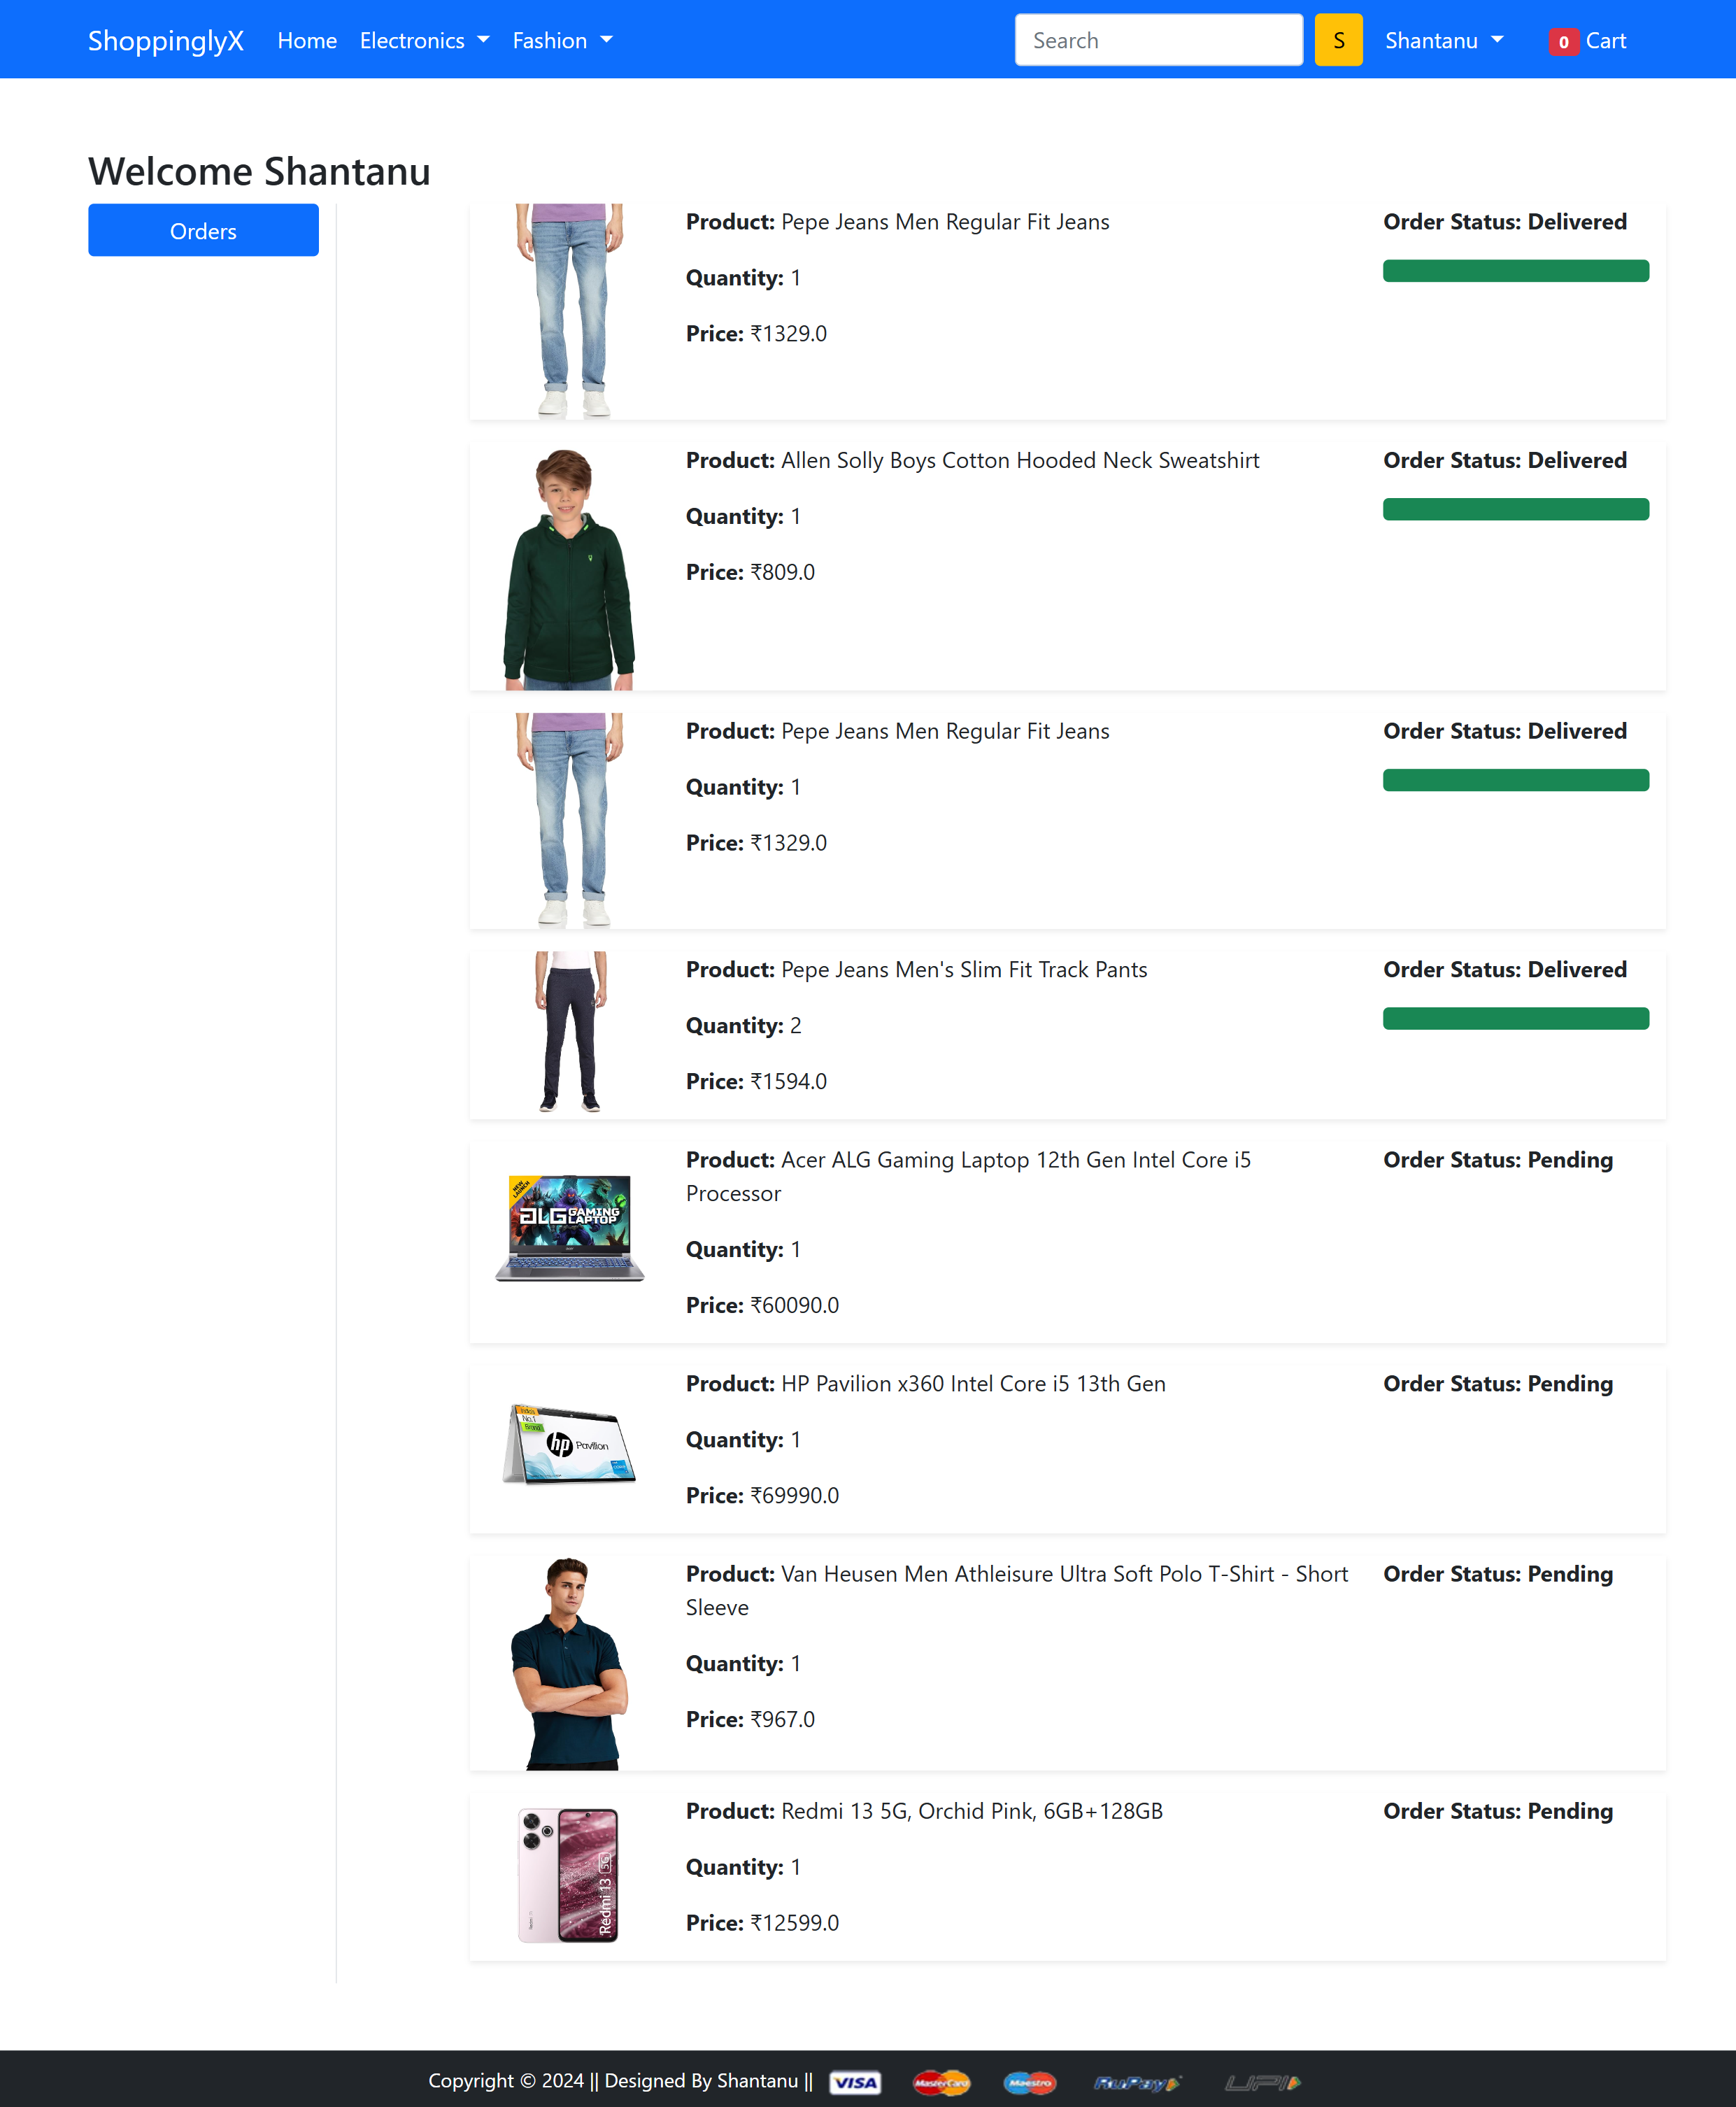 ShoppinglyX Home Electronics Fashion Search S Shantanu 0 Cart
Welcome Shantanu
Orders
Product: Pepe Jeans Men Regular Fit Jeans
Order Status: Delivered
Quantity: 1
Price: ₹1329.0
Product: Allen Solly Boys Cotton Hooded Neck Sweatshirt
Order Status: Delivered
Quantity: 1
Price: ₹809.0
Product: Pepe Jeans Men Regular Fit Jeans
Order Status: Delivered
Quantity: 1
Price: ₹1329.0
Product: Pepe Jeans Men's Slim Fit Track Pants
Order Status: Delivered
Quantity: 2
Price: ₹1594.0
NEW
LAUNCH
ALG GAMING
LAPTOP
Product: Acer ALG Gaming Laptop 12th Gen Intel Core i5
Processor
Order Status: Pending
Quantity: 1
Price: ₹60090.0
India's
No.1
hp Pavilion
Product: HP Pavilion x360 Intel Core i5 13th Gen
Order Status: Pending
Quantity: 1
Price: ₹69990.0
Product: Van Heusen Men Athleisure Ultra Soft Polo T-Shirt - Short
Sleeve
Order Status: Pending
Quantity: 1
Price: ₹967.0
Redmi 13 5G
Product: Redmi 13 5G, Orchid Pink, 6GB+128GB
Order Status: Pending
Quantity: 1
Price: ₹12599.0
Copyright © 2024 || Designed By Shantanu || VISA MasterCard Maestro RuPay UPI